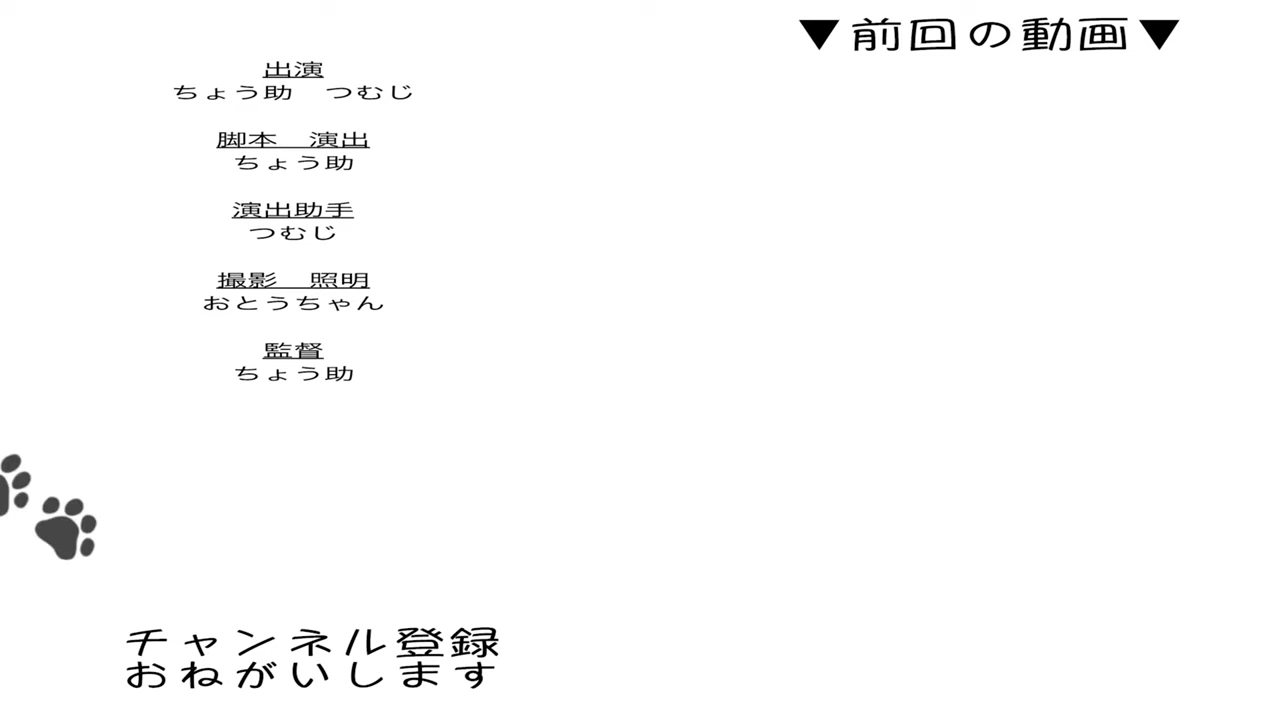 ▼前回の動画▼
出演
ちょう助　つむじ
脚本　演出
ちょう助
演出助手
つむじ
撮影　照明
おとうちゃん
監督
ちょう助
チャンネル登録
おねがいします